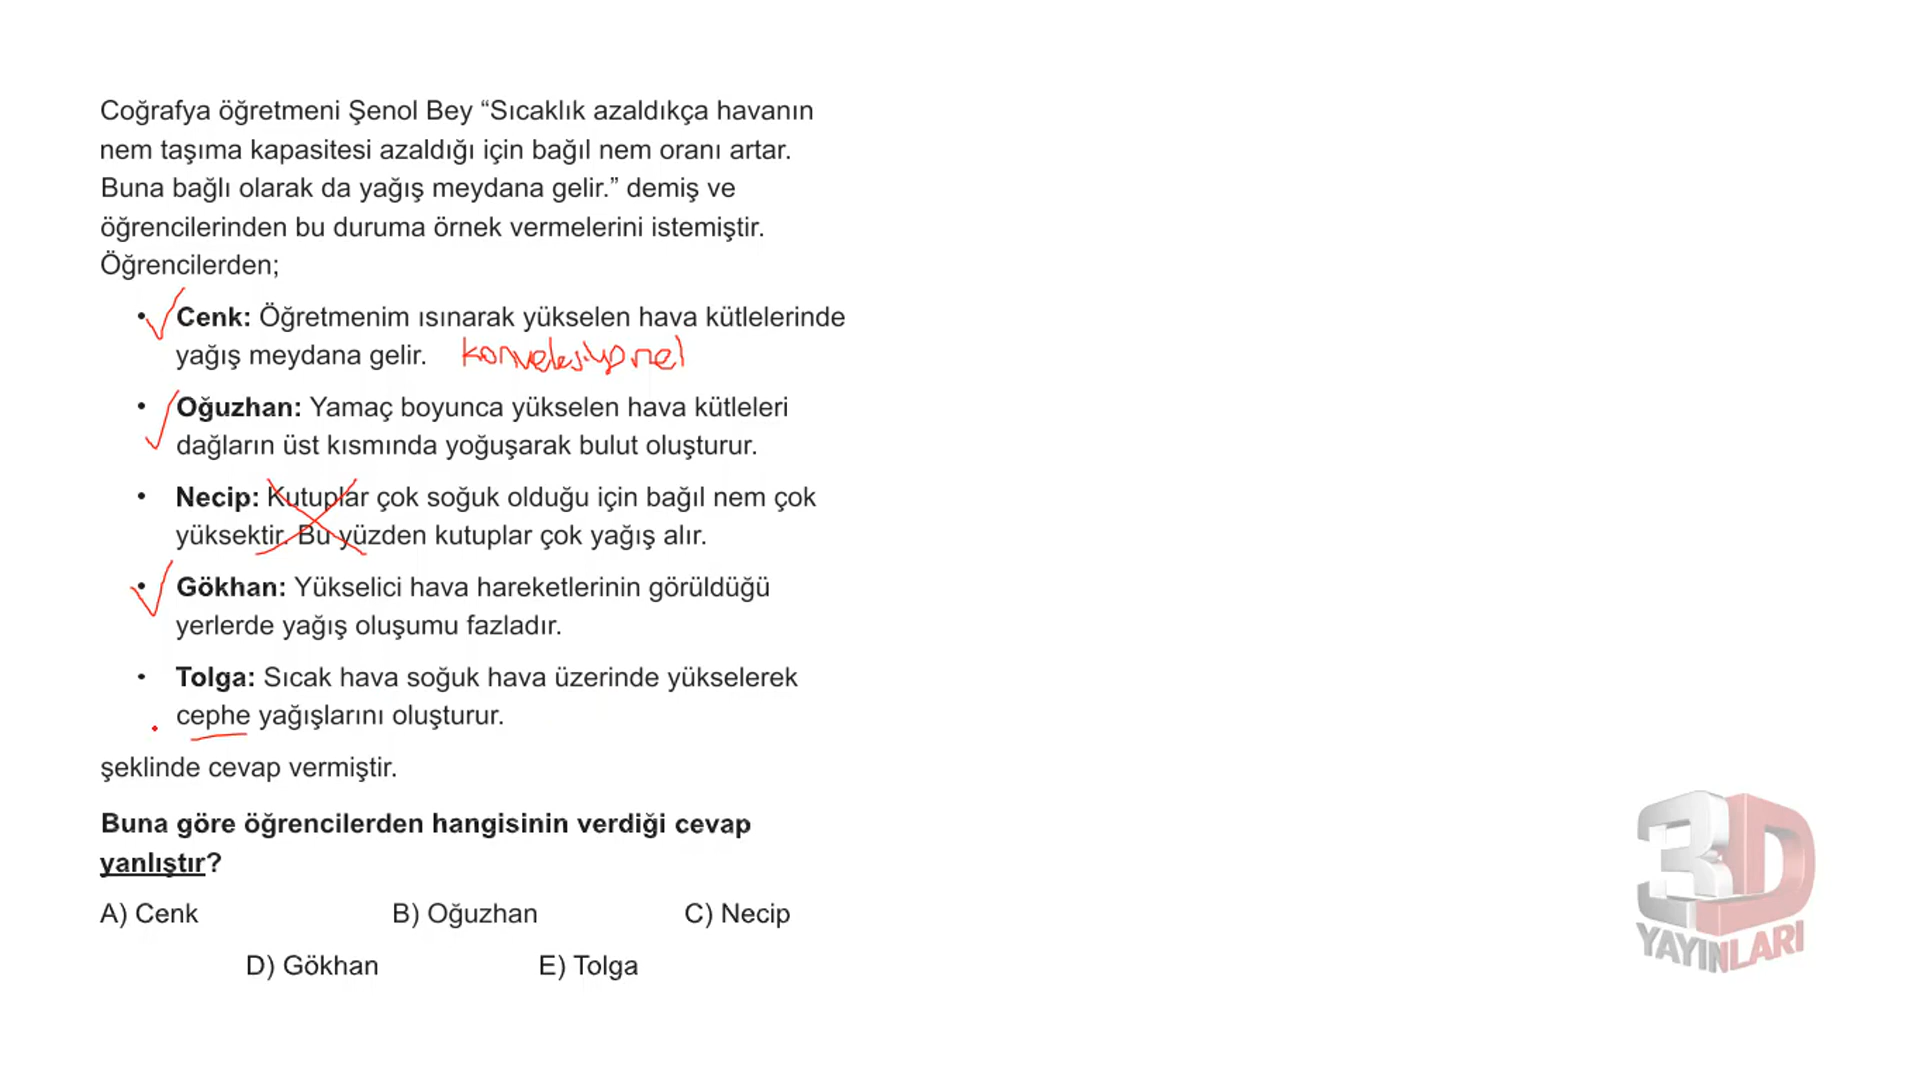 Coğrafya öğretmeni Şenol Bey “Sıcaklık azaldıkça havanın
nem taşıma kapasitesi azaldığı için bağıl nem oranı artar.
Buna bağlı olarak da yağış meydana gelir.” demiş ve
öğrencilerinden bu duruma örnek vermelerini istemiştir.
Öğrencilerden;
• Cenk: Öğretmenim ısınarak yükselen hava kütlelerinde
yağış meydana gelir. konveksiyonel
• Oğuzhan: Yamaç boyunca yükselen hava kütleleri
dağların üst kısmında yoğuşarak bulut oluşturur.
• Necip: Kutuplar çok soğuk olduğu için bağıl nem çok
yüksektir. Bu yüzden kutuplar çok yağış alır.
• Gökhan: Yükselici hava hareketlerinin görüldüğü
yerlerde yağış oluşumu fazladır.
• Tolga: Sıcak hava soğuk hava üzerinde yükselerek
cephe yağışlarını oluşturur.
şeklinde cevap vermiştir.
Buna göre öğrencilerden hangisinin verdiği cevap
yanlıştır?
A) Cenk B) Oğuzhan C) Necip
D) Gökhan E) Tolga
3D
YAYINLARI